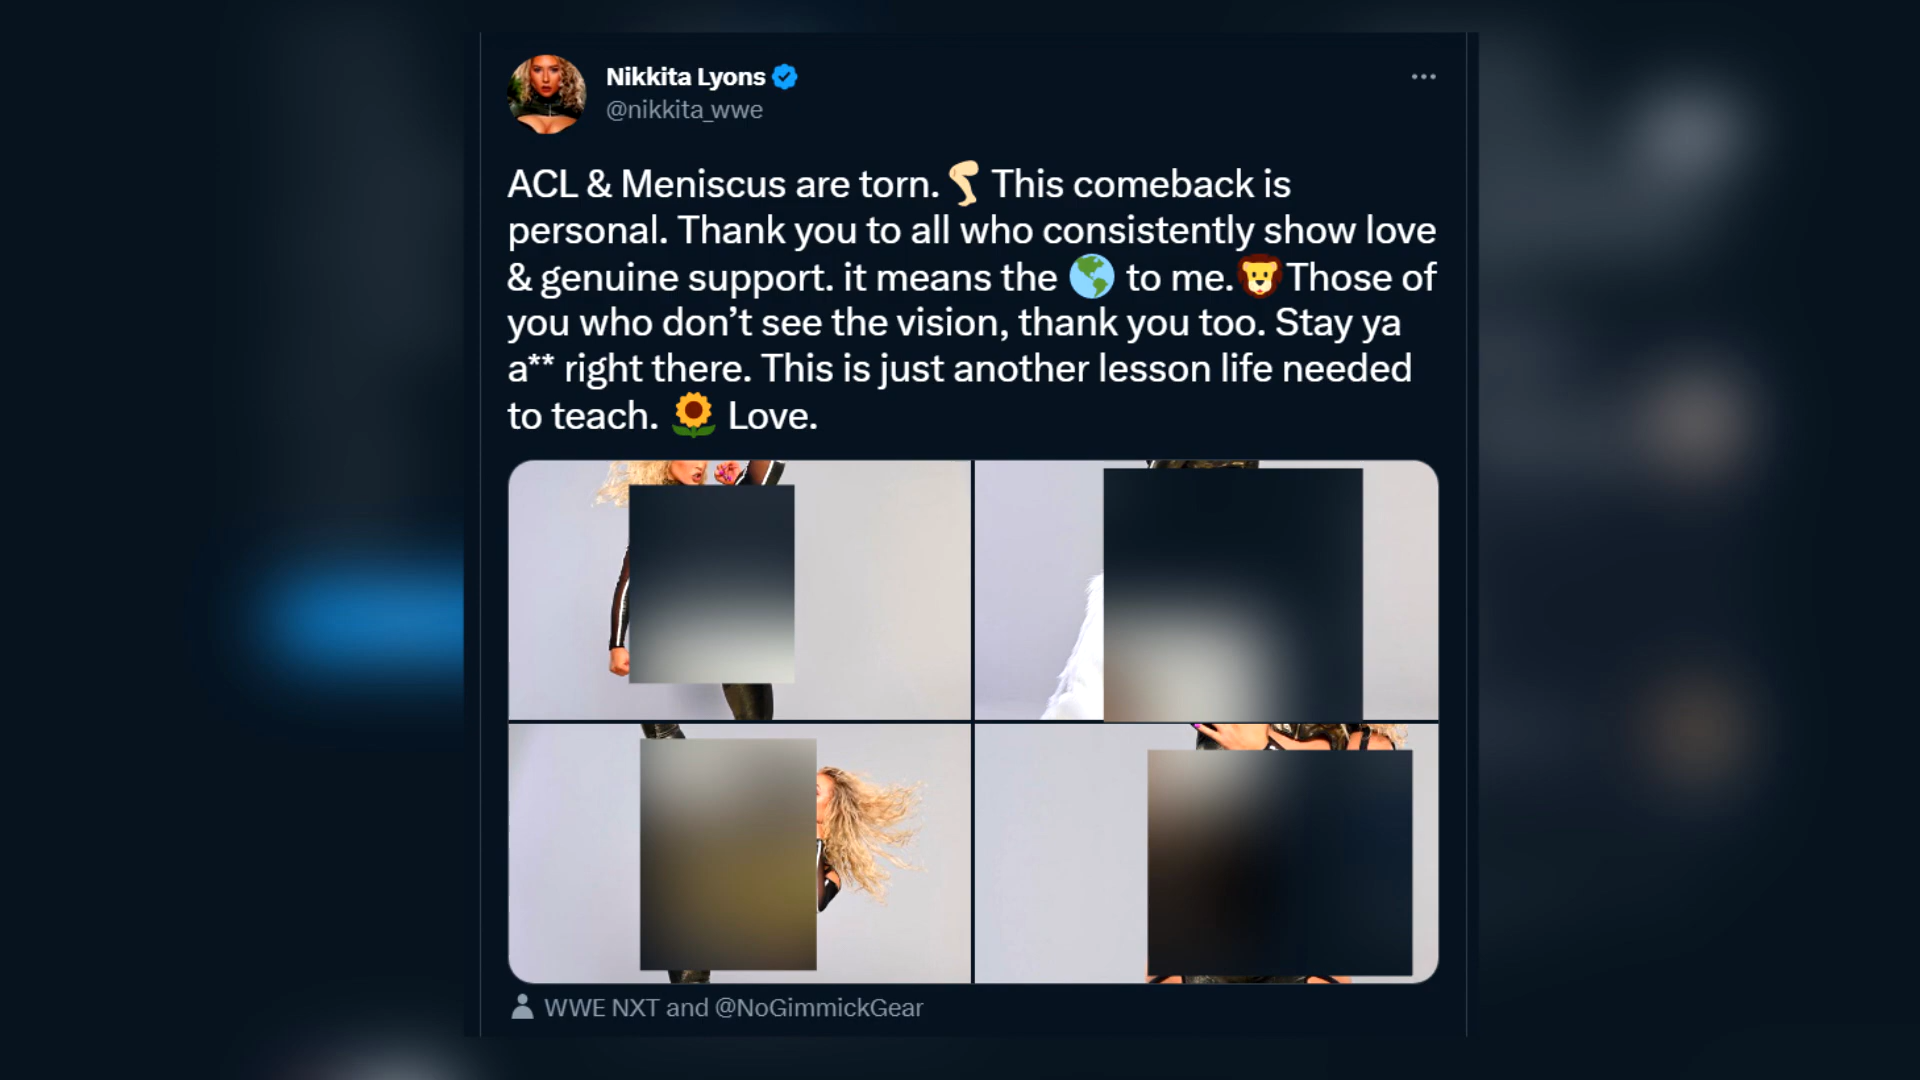 Nikkita Lyons
@nikkita_wwe
ACL & Meniscus are torn.🦵🏼 This comeback is
personal. Thank you to all who consistently show love
& genuine support. it means the 🌎 to me.🦁Those of
you who don’t see the vision, thank you too. Stay ya
a** right there. This is just another lesson life needed
to teach. 🌻 Love.
WWE NXT and @NoGimmickGear